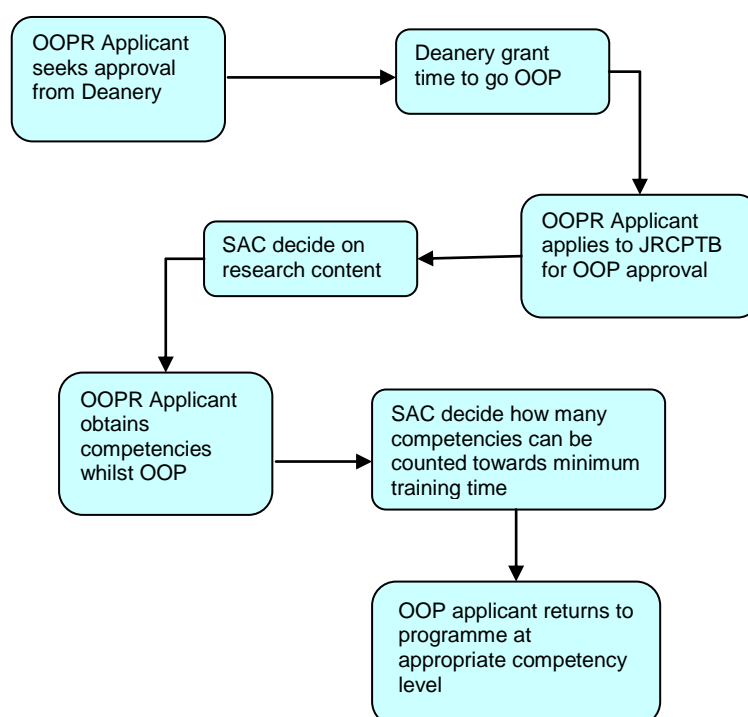 OOPR Applicant
seeks approval
from Deanery
Deanery grant
time to go OOP
OOPR Applicant
applies to JRCPTB
for OOP approval
SAC decide on
research content
OOPR Applicant
obtains
competencies
whilst OOP
SAC decide how many
competencies can be
counted towards minimum
training time
OOP applicant returns to
programme at
appropriate competency
level